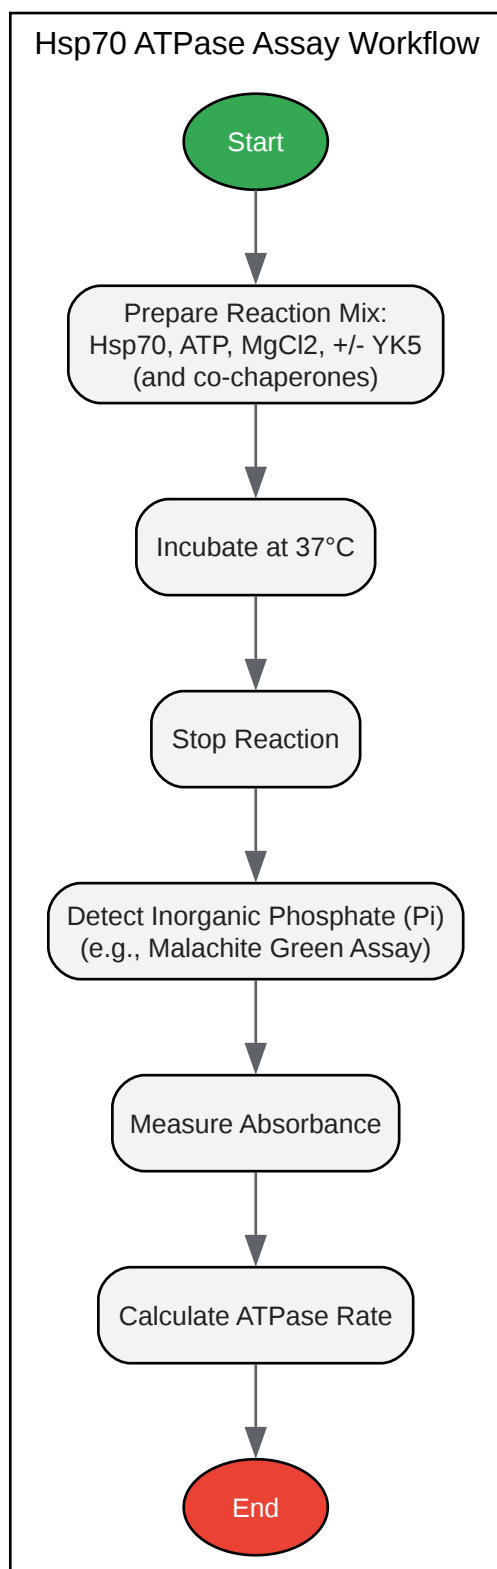 Hsp70 ATPase Assay Workflow
Start
Prepare Reaction Mix:
Hsp70, ATP, MgCl2, +/- YK5
(and co-chaperones)
Incubate at 37°C
Stop Reaction
Detect Inorganic Phosphate (Pi)
(e.g., Malachite Green Assay)
Measure Absorbance
Calculate ATPase Rate
End